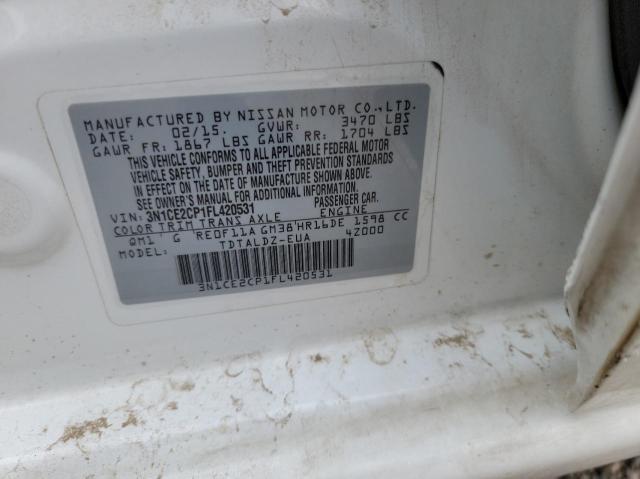 MANUFACTURED BY NISSAN MOTOR CO.,LTD.
DATE: 02/15. GVWR: 3470 LBS
GAWR FR: 1867 LBS GAWR RR: 1704 LBS
THIS VEHICLE CONFORMS TO ALL APPLICABLE FEDERAL MOTOR
VEHICLE SAFETY, BUMPER AND THEFT PREVENTION STANDARDS
IN EFFECT ON THE DATE OF MANUFACTURE SHOWN ABOVE.
SEE OWNER'S MANUAL FOR ADDITIONAL INFORMATION.
VIN: 3N1CE2CP1FL420531 PASSENGER CAR.
COLOR TRIM TRANS AXLE ENGINE
QM1 G RE0F11A GM38 HR16DE 1598 CC
MODEL: TDTALDZ-EUA 4Z000
3N1CE2CP1FL420531